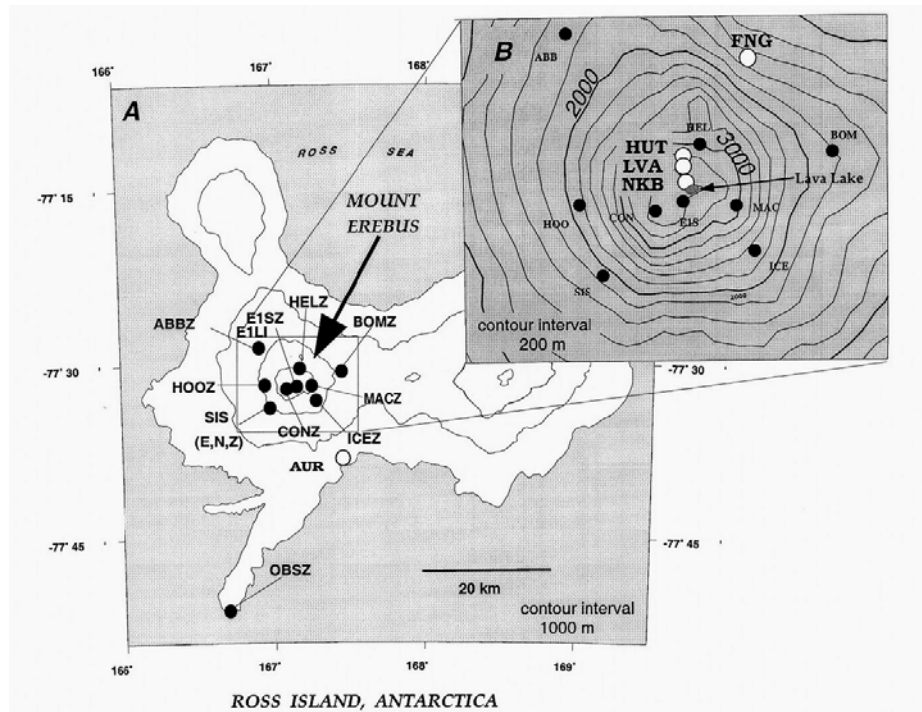 B
ABB
FNG
2000
HEL
3000
BOM
HUT
LVA
NKB
Lava Lake
HOO
CON
E1S
MAC
ICE
SIS
2000
contour interval
200 m
166°
167°
168
A
ROSS SEA
-77° 15
MOUNT
EREBUS
HELZ
E1SZ
E1LI
ABBZ
BOMZ
-77° 30
-77° 30
HOOZ
MACZ
SIS
(E,N,Z)
CONZ
ICEZ
AUR
-77° 45
-77° 45
OBSZ
20 km
contour interval
1000 m
166°
167°
168°
169°
ROSS ISLAND, ANTARCTICA